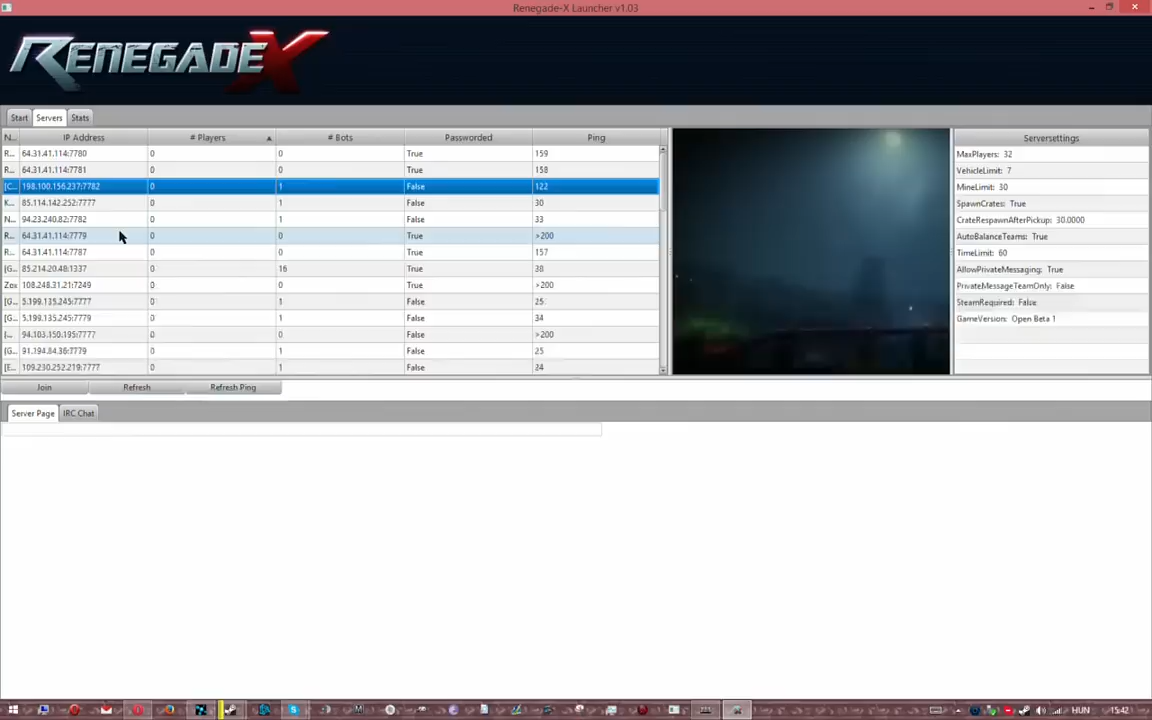 Renegade-X Launcher v1.03
RENEGADE X
Start Servers Stats
N... IP Address # Players # Bots Passworded Ping
R... 64.31.41.114:7780 0 0 True 159
R... 64.31.41.114:7781 0 0 True 158
[C... 198.100.156.237:7782 0 1 False 122
K... 85.114.142.252:7777 0 1 False 30
N... 94.23.240.82:7782 0 1 False 33
R... 64.31.41.114:7779 0 0 True >200
R... 64.31.41.114:7787 0 0 True 157
[G... 85.214.20.48:1337 0 16 True 38
Zox 108.248.31.21:7249 0 0 True >200
[G... 5.199.135.245:7777 0 1 False 25
[G... 5.199.135.245:7779 0 1 False 34
94.103.150.195:7777 0 0 False >200
[G... 91.194.84.36:7779 0 1 False 25
[E... 109.230.252.219:7777 0 1 False 24
Serversettings
MaxPlayers: 32
VehicleLimit: 7
MineLimit: 30
SpawnCrates: True
CrateRespawnAfterPickup: 30.0000
AutoBalanceTeams: True
TimeLimit: 60
AllowPrivateMessaging: True
PrivateMessageTeamOnly: False
SteamRequired: False
GameVersion: Open Beta 1
Join Refresh Refresh Ping
Server Page IRC Chat
HUN 15:42